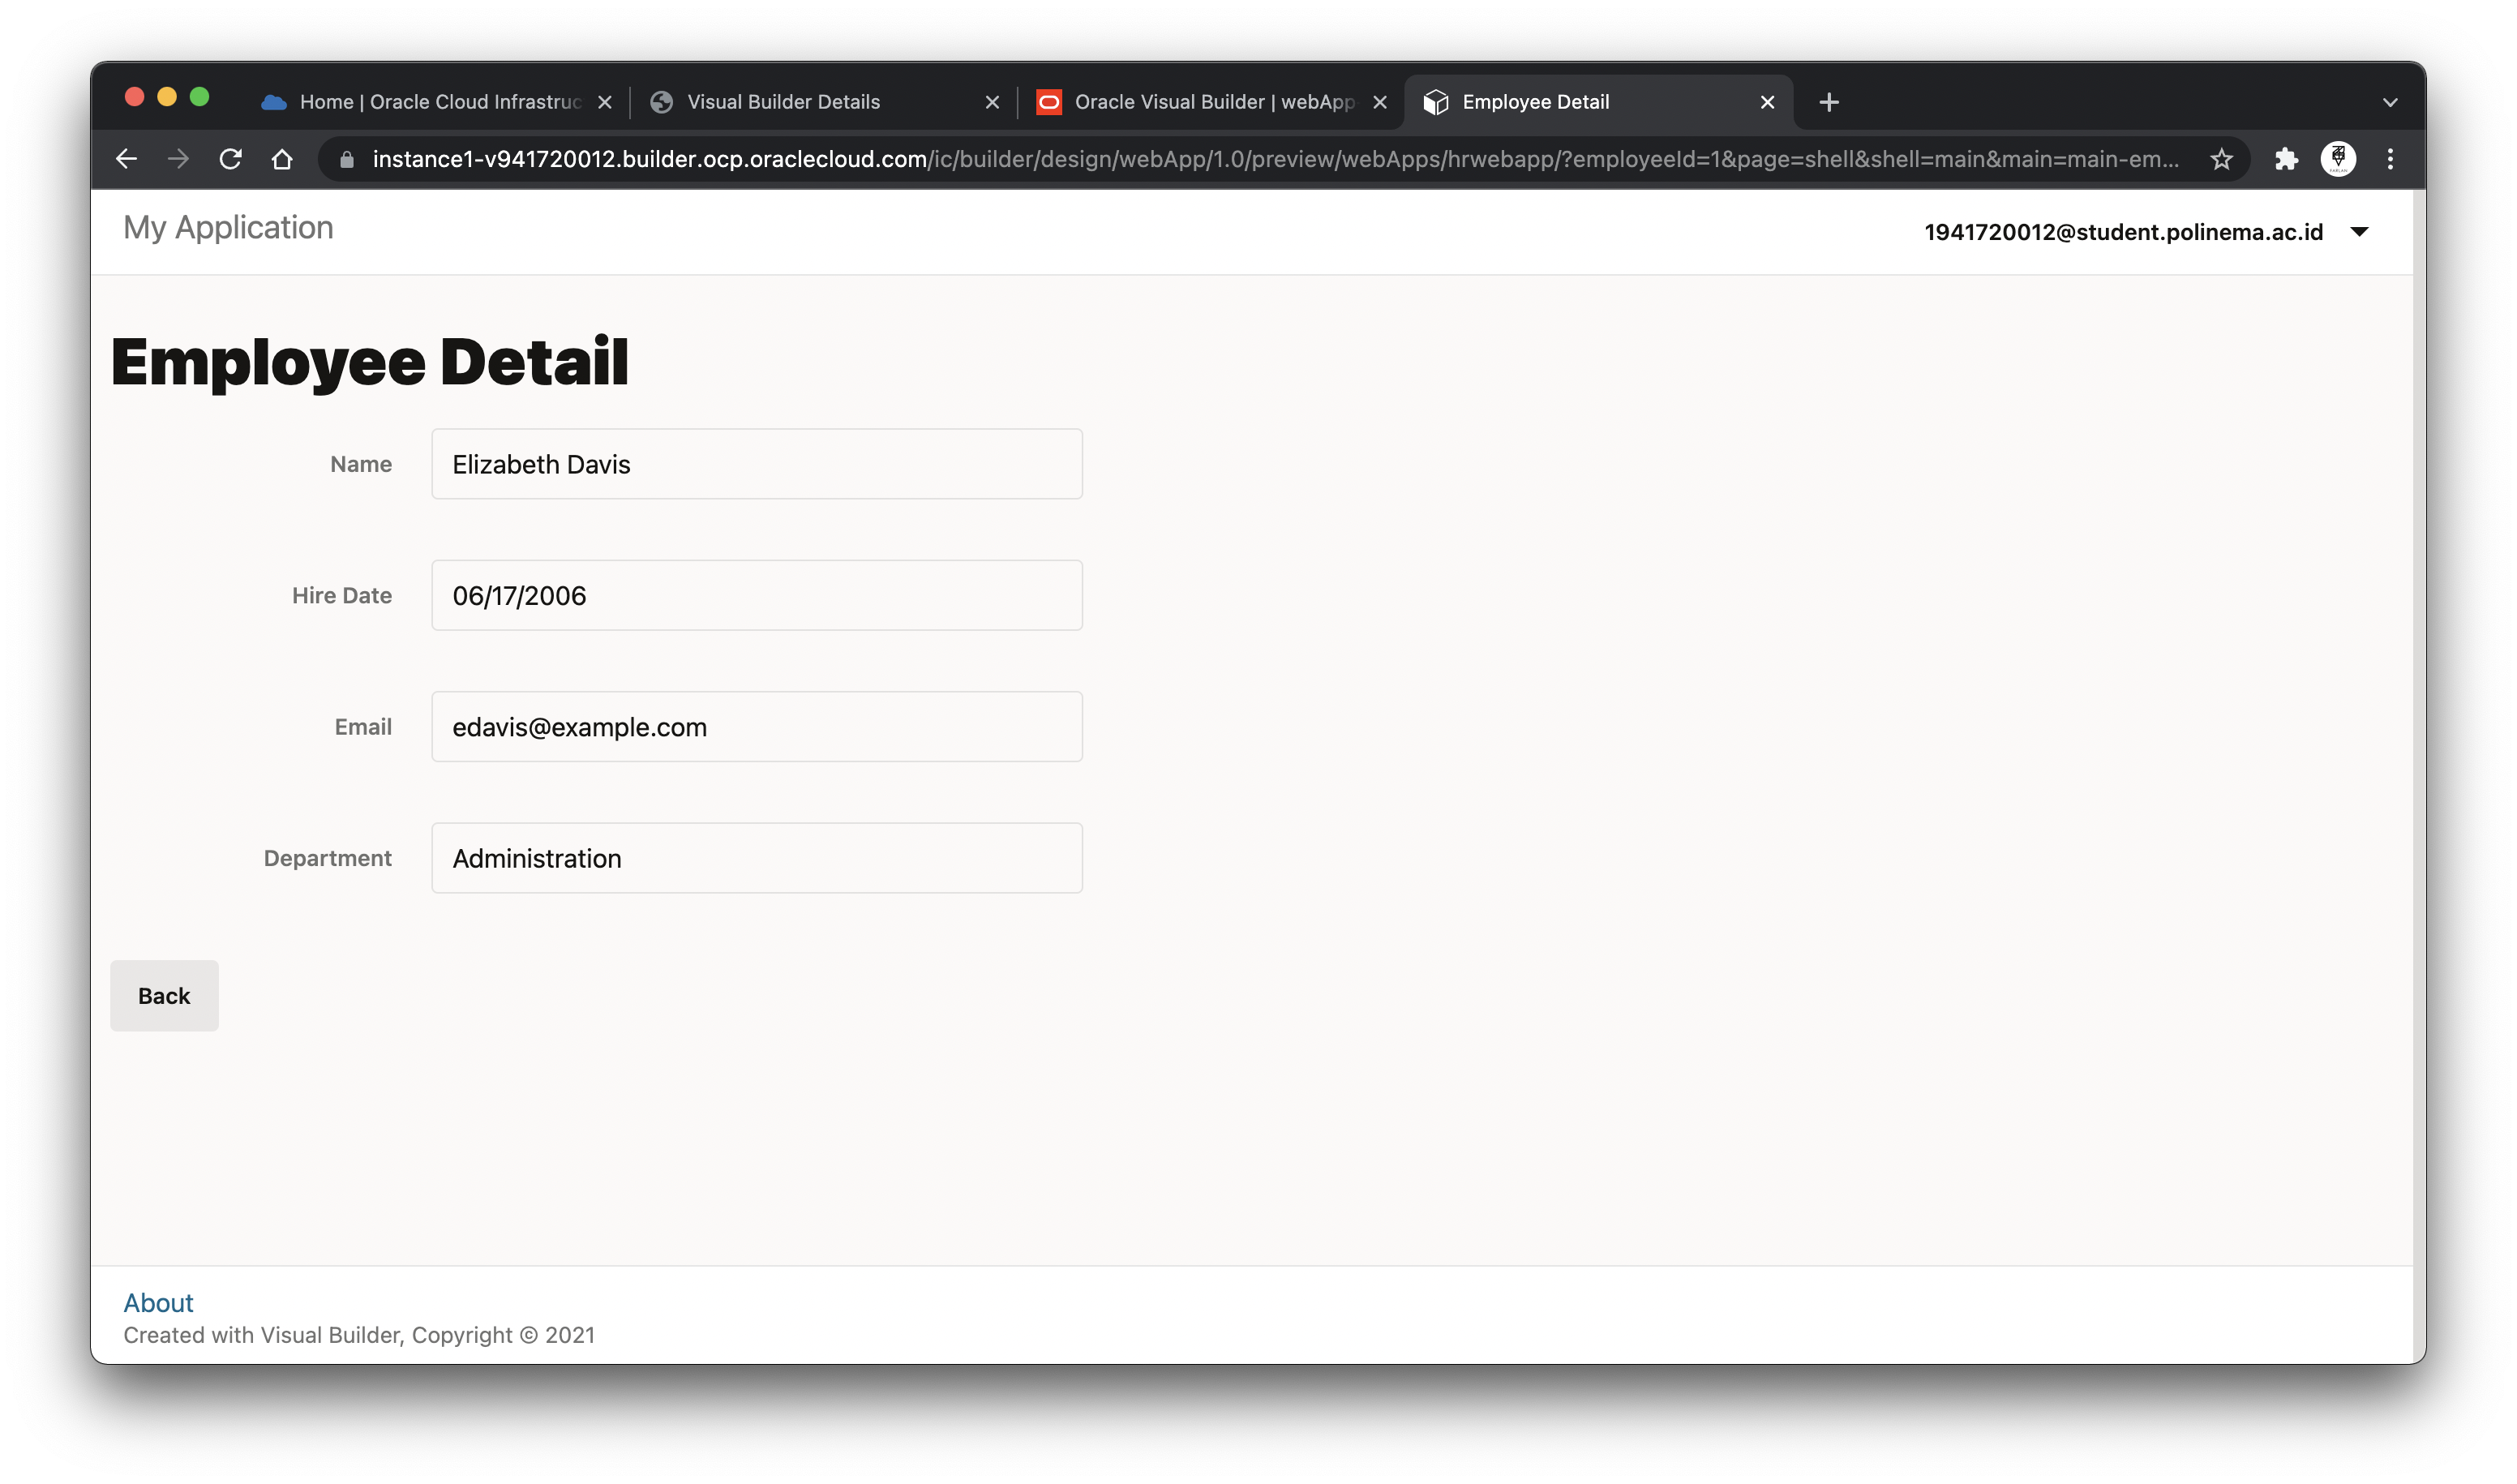 Home | Oracle Cloud Infrastruc
Visual Builder Details
Oracle Visual Builder | webApp
Employee Detail
instance1-v941720012.builder.ocp.oraclecloud.com/ic/builder/design/webApp/1.0/preview/webApps/hrwebapp/?employeeId=1&page=shell&shell=main&main=main-em...
My Application
1941720012@student.polinema.ac.id
Employee Detail
Name
Elizabeth Davis
Hire Date
06/17/2006
Email
edavis@example.com
Department
Administration
Back
About
Created with Visual Builder, Copyright © 2021